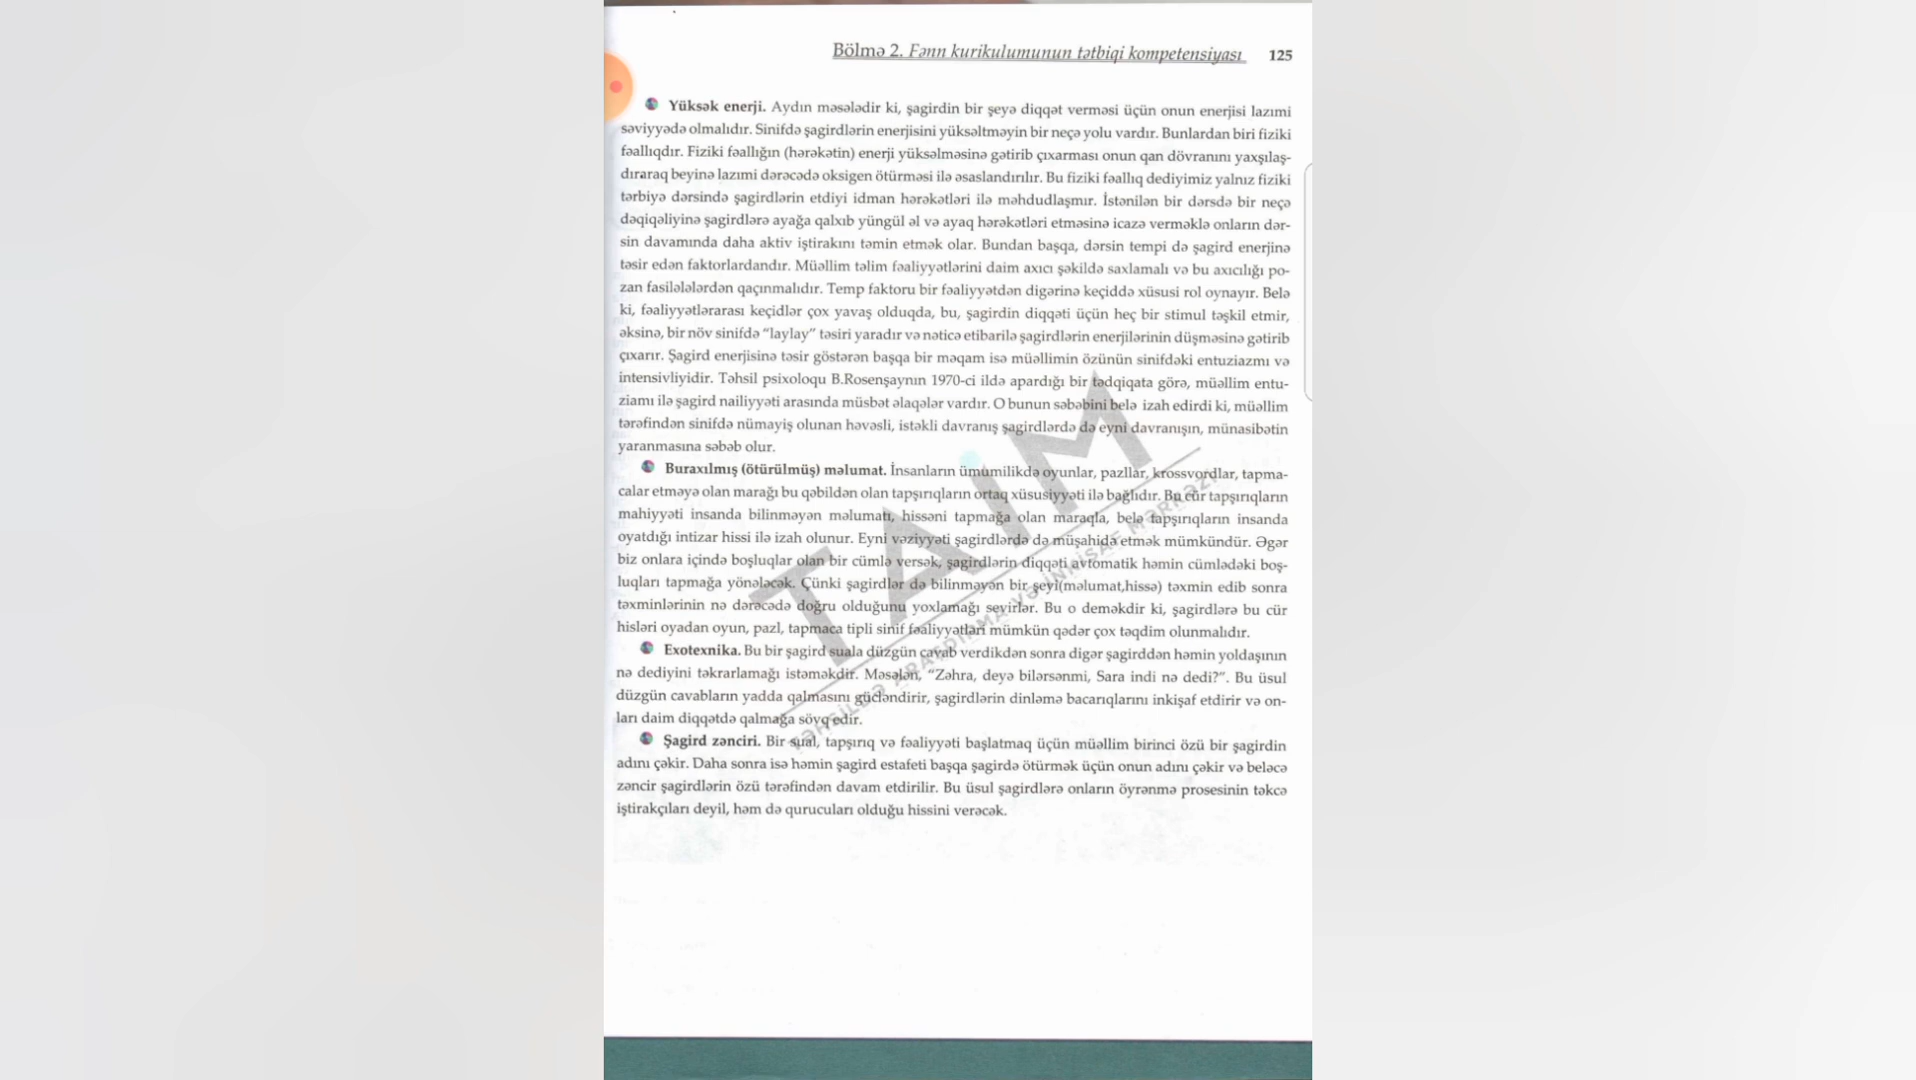 Bölmə 2. Fənn kurikulumunun tətbiqi kompetensiyası 125
Yüksək enerji. Aydın məsələdir ki, şagirdin bir şeyə diqqət verməsi üçün onun enerjisi lazımi
səviyyədə olmalıdır. Sinifdə şagirdlərin enerjisini yüksəltməyin bir neçə yolu vardır. Bunlardan biri fiziki
fəallıqdır. Fiziki fəallığın (hərəkətin) enerji yüksəlməsinə gətirib çıxarması onun qan dövranını yaxşılaş-
dıraraq beyinə lazımi dərəcədə oksigen ötürməsi ilə əsaslandırılır. Bu fiziki fəallıq dediyimiz yalnız fiziki
tərbiyə dərsində şagirdlərin etdiyi idman hərəkətləri ilə məhdudlaşmır. İstənilən bir dərsdə bir neçə
dəqiqəliyinə şagirdlərə ayağa qalxıb yüngül əl və ayaq hərəkətləri etməsinə icazə verməklə onların dər-
sin davamında daha aktiv iştirakını təmin etmək olar. Bundan başqa, dərsin tempi də şagird enerjinə
təsir edən faktorlardandır. Müəllim təlim fəaliyyətlərini daim axıcı şəkildə saxlamalı və bu axıcılığı po-
zan fasilələlərdən qaçınmalıdır. Temp faktoru bir fəaliyyətdən digərinə keçiddə xüsusi rol oynayır. Belə
ki, fəaliyyətlərarası keçidlər çox yavaş olduqda, bu, şagirdin diqqəti üçün heç bir stimul təşkil etmir,
əksinə, bir növ sinifdə “laylay” təsiri yaradır və nəticə etibarilə şagirdlərin enerjilərinin düşməsinə gətirib
çıxarır. Şagird enerjisinə təsir göstərən başqa bir məqam isə müəllimin özünün sinifdəki entuziazmı və
intensivliyidir. Təhsil psixoloqu B.Rosenşaynın 1970-ci ildə apardığı bir tədqiqata görə, müəllim entu-
ziamı ilə şagird nailiyyəti arasında müsbət əlaqələr vardır. O bunun səbəbini belə izah edirdi ki, müəllim
tərəfindən sinifdə nümayiş olunan həvəsli, istəkli davranış şagirdlərdə də eyni davranışın, münasibətin
yaranmasına səbəb olur.
Buraxılmış (ötürülmüş) məlumat. İnsanların ümumilikdə oyunlar, pazllar, krossvordlar, tapma-
calar etməyə olan marağı bu qəbildən olan tapşırıqların ortaq xüsusiyyəti ilə bağlıdır. Bu cür tapşırıqların
mahiyyəti insanda bilinməyən məlumatı, hissəni tapmağa olan maraqla, belə tapşırıqların insanda
oyatdığı intizar hissi ilə izah olunur. Eyni vəziyyəti şagirdlərdə də müşahidə etmək mümkündür. Əgər
biz onlara içində boşluqlar olan bir cümlə versək, şagirdlərin diqqəti avtomatik həmin cümlədəki boş-
luqları tapmağa yönələcək. Çünki şagirdlər də bilinməyən bir şeyi(məlumat,hissə) təxmin edib sonra
təxminlərinin nə dərəcədə doğru olduğunu yoxlamağı sevirlər. Bu o deməkdir ki, şagirdlərə bu cür
hisləri oyadan oyun, pazl, tapmaca tipli sinif fəaliyyətləri mümkün qədər çox təqdim olunmalıdır.
Exotexnika. Bu bir şagird suala düzgün cavab verdikdən sonra digər şagirddən həmin yoldaşının
nə dediyini təkrarlamağı istəməkdir. Məsələn, “Zəhra, deyə bilərsənmi, Sara indi nə dedi?”. Bu üsul
düzgün cavabların yadda qalmasını gücləndirir, şagirdlərin dinləmə bacarıqlarını inkişaf etdirir və on-
ları daim diqqətdə qalmağa sövq edir.
Şagird zənciri. Bir sual, tapşırıq və fəaliyyəti başlatmaq üçün müəllim birinci özü bir şagirdin
adını çəkir. Daha sonra isə həmin şagird estafeti başqa şagirdə ötürmək üçün onun adını çəkir və beləcə
zəncir şagirdlərin özü tərəfindən davam etdirilir. Bu üsul şagirdlərə onların öyrənmə prosesinin təkcə
iştirakçıları deyil, həm də qurucuları olduğu hissini verəcək.
TAİM
TƏHSİLDƏ ARAŞDIRMA VƏ İNKİŞAF MƏRKƏZİ